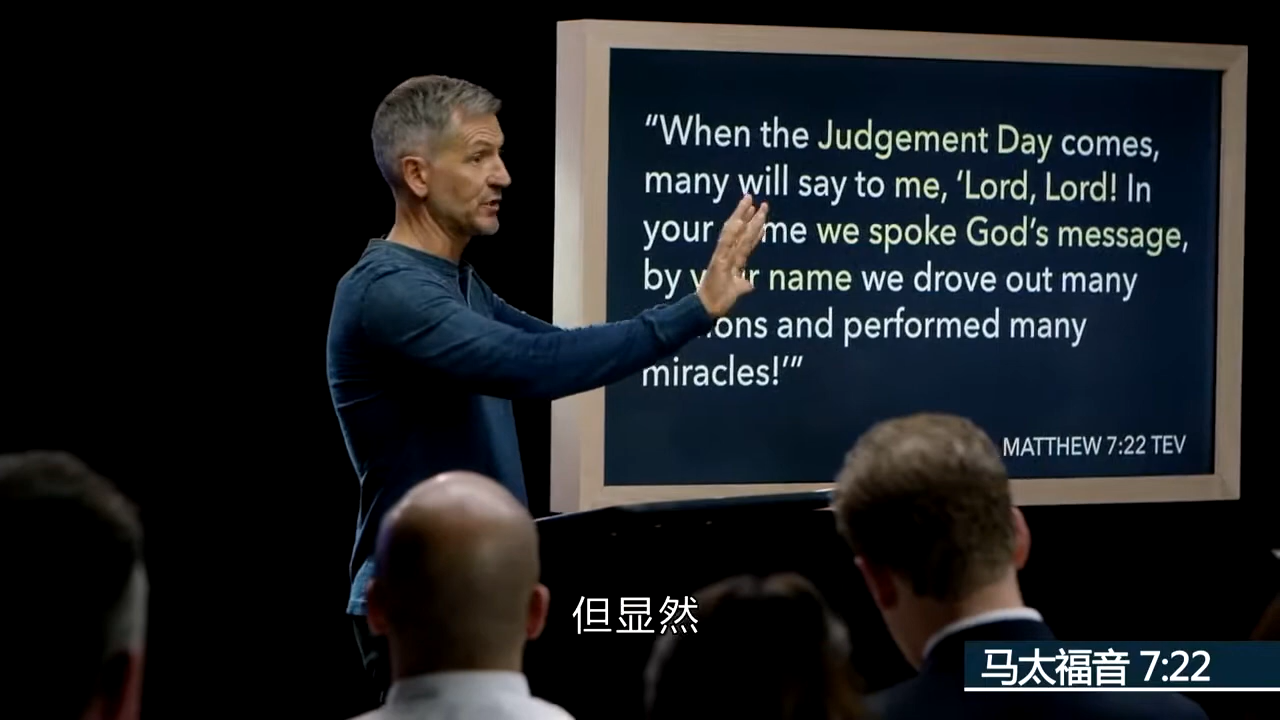 “When the Judgement Day comes,
many will say to me, ‘Lord, Lord! In
your me we spoke God’s message,
by name we drove out many
ons and performed many
miracles!’”
MATTHEW 7:22 TEV
但显然
马太福音 7:22